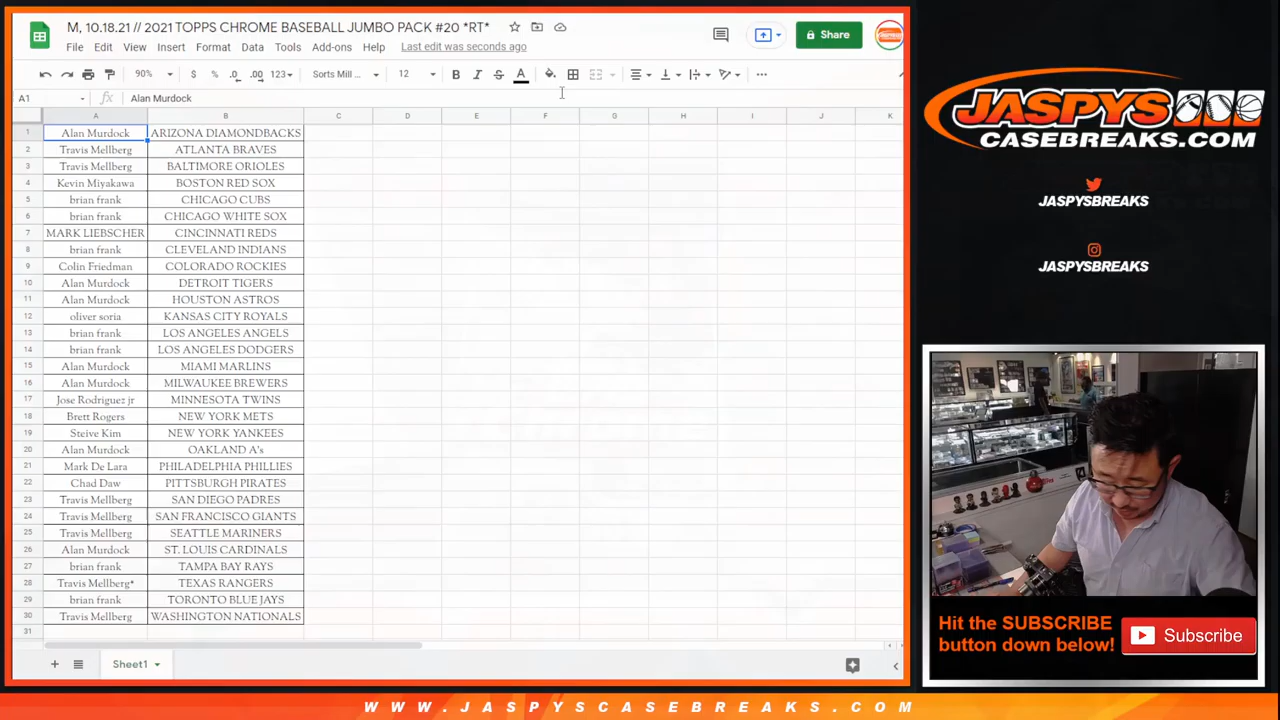 M, 10.18.21 // 2021 TOPPS CHROME BASEBALL JUMBO PACK #20 *RT*
File Edit View Insert Format Data Tools Add-ons Help Last edit was seconds ago
Share
90% $ % .0 .00 123 Sorts Mill ... 12 B I S A
A1 fx Alan Murdock
A B C D E F G H I J K
1 Alan Murdock ARIZONA DIAMONDBACKS
2 Travis Mellberg ATLANTA BRAVES
3 Travis Mellberg BALTIMORE ORIOLES
4 Kevin Miyakawa BOSTON RED SOX
5 brian frank CHICAGO CUBS
6 brian frank CHICAGO WHITE SOX
7 MARK LIEBSCHER CINCINNATI REDS
8 brian frank CLEVELAND INDIANS
9 Colin Friedman COLORADO ROCKIES
10 Alan Murdock DETROIT TIGERS
11 Alan Murdock HOUSTON ASTROS
12 oliver soria KANSAS CITY ROYALS
13 brian frank LOS ANGELES ANGELS
14 brian frank LOS ANGELES DODGERS
15 Alan Murdock MIAMI MARLINS
16 Alan Murdock MILWAUKEE BREWERS
17 Jose Rodriguez jr MINNESOTA TWINS
18 Brett Rogers NEW YORK METS
19 Steive Kim NEW YORK YANKEES
20 Alan Murdock OAKLAND A's
21 Mark De Lara PHILADELPHIA PHILLIES
22 Chad Daw PITTSBURGH PIRATES
23 Travis Mellberg SAN DIEGO PADRES
24 Travis Mellberg SAN FRANCISCO GIANTS
25 Travis Mellberg SEATTLE MARINERS
26 Alan Murdock ST. LOUIS CARDINALS
27 brian frank TAMPA BAY RAYS
28 Travis Mellberg* TEXAS RANGERS
29 brian frank TORONTO BLUE JAYS
30 Travis Mellberg WASHINGTON NATIONALS
31
Sheet1
JASPYS
CASEBREAKS.COM
JASPYSBREAKS
JASPYSBREAKS
Hit the SUBSCRIBE
button down below!
Subscribe
WWW.JASPYSCASEBREAKS.COM